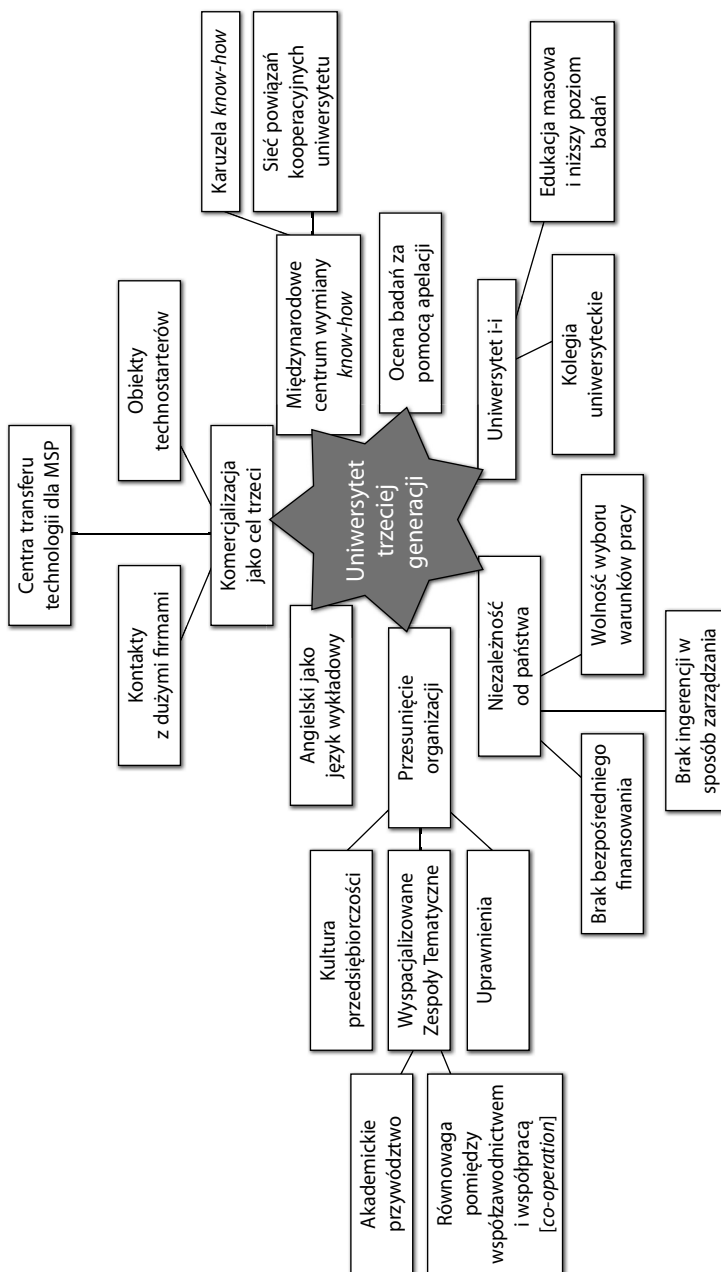 Centra transferu
technologii dla MSP
Kontakty
z dużymi firmami
Obiekty
technostarterów
Komercjalizacja
jako cel trzeci
Karuzela know-how
Sieć powiązań
kooperacyjnych
uniwersytetu
Międzynarodowe
centrum wymiany
know-how
Angielski jako
język wykładowy
Uniwersytet
trzeciej
generacji
Ocena badań za
pomocą apelacji
Kultura
przedsiębiorczości
Przesunięcie
organizacji
Akademickie
przywództwo
Wyspacjalizowane
Zespoły Tematyczne
Równowaga
pomiędzy
współzawodnictwem
i współpracą
[co-operation]
Uprawnienia
Niezależność
od państwa
Uniwersytet i-i
Edukacja masowa
i niższy poziom
badań
Brak bezpośredniego
finansowania
Wolność wyboru
warunków pracy
Kolegia
uniwersyteckie
Brak ingerencji w
sposób zarządzania